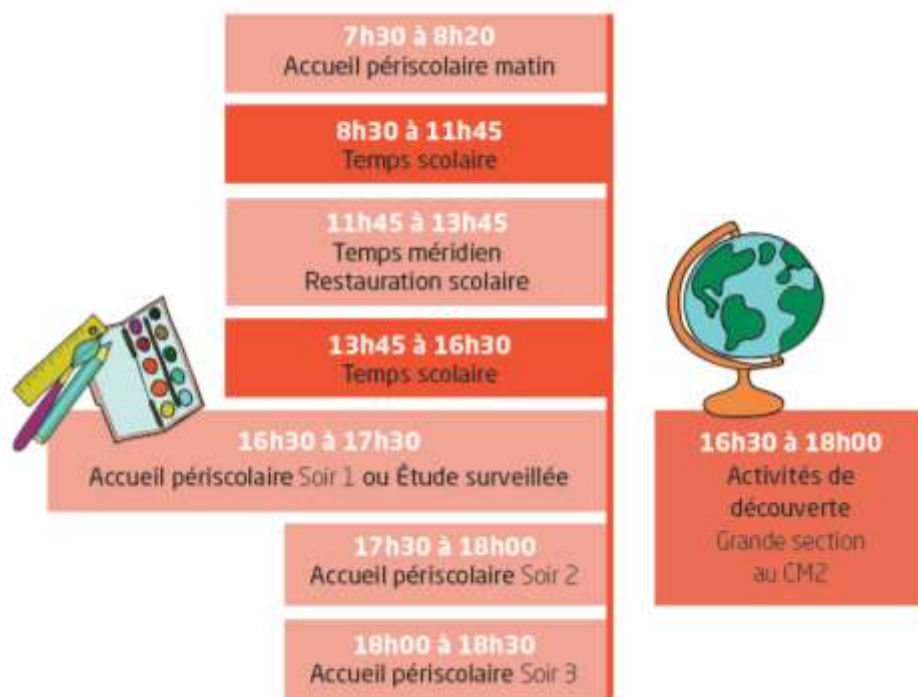 7h30 à 8h20
Accueil périscolaire matin
8h30 à 11h45
Temps scolaire
11h45 à 13h45
Temps méridien
Restauration scolaire
13h45 à 16h30
Temps scolaire
16h30 à 17h30
Accueil périscolaire Soir 1 ou Étude surveillée
17h30 à 18h00
Accueil périscolaire Soir 2
18h00 à 18h30
Accueil périscolaire Soir 3
16h30 à 18h00
Activités de
découverte
Grande section
au CM2